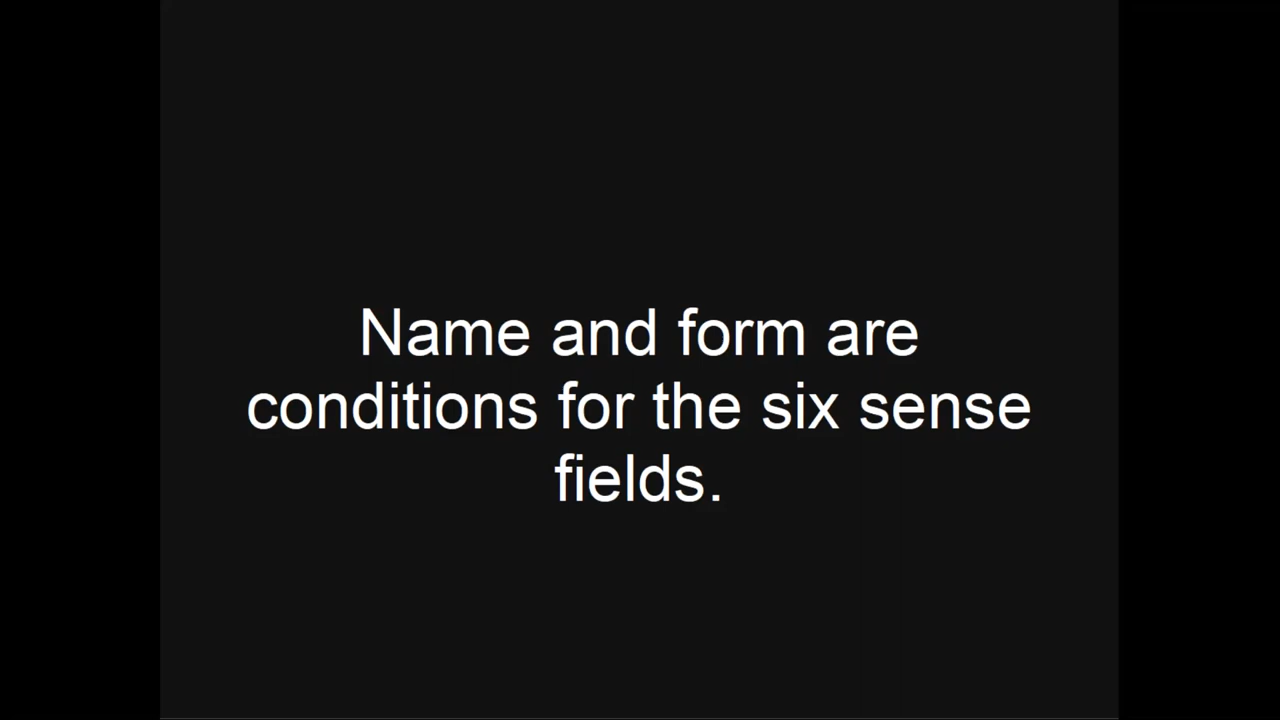 Name and form are
conditions for the six sense
fields.